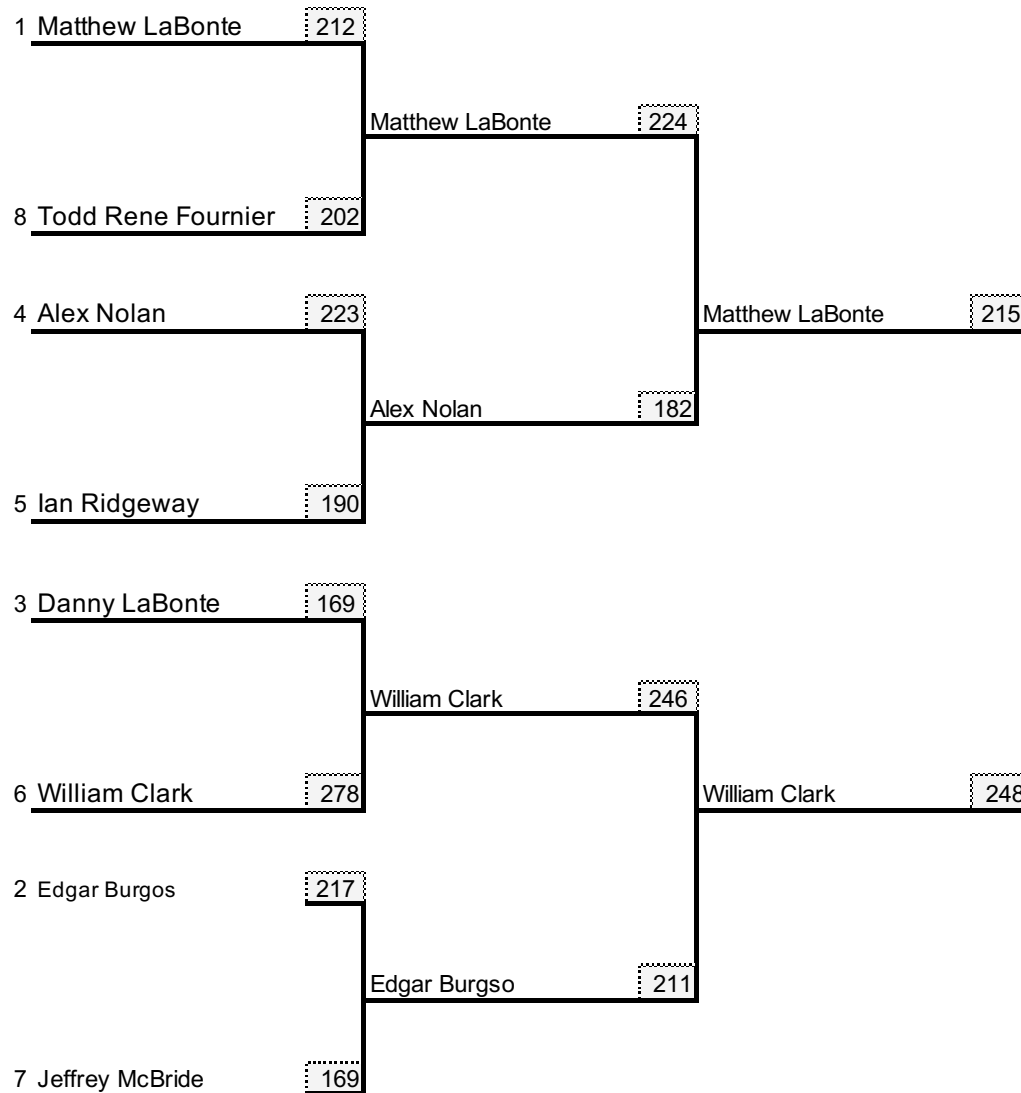 1 Matthew LaBonte 212
Matthew LaBonte 224
8 Todd Rene Fournier 202
4 Alex Nolan 223
Matthew LaBonte 215
Alex Nolan 182
5 Ian Ridgeway 190
3 Danny LaBonte 169
William Clark 246
6 William Clark 278
William Clark 248
2 Edgar Burgos 217
Edgar Burgso 211
7 Jeffrey McBride 169